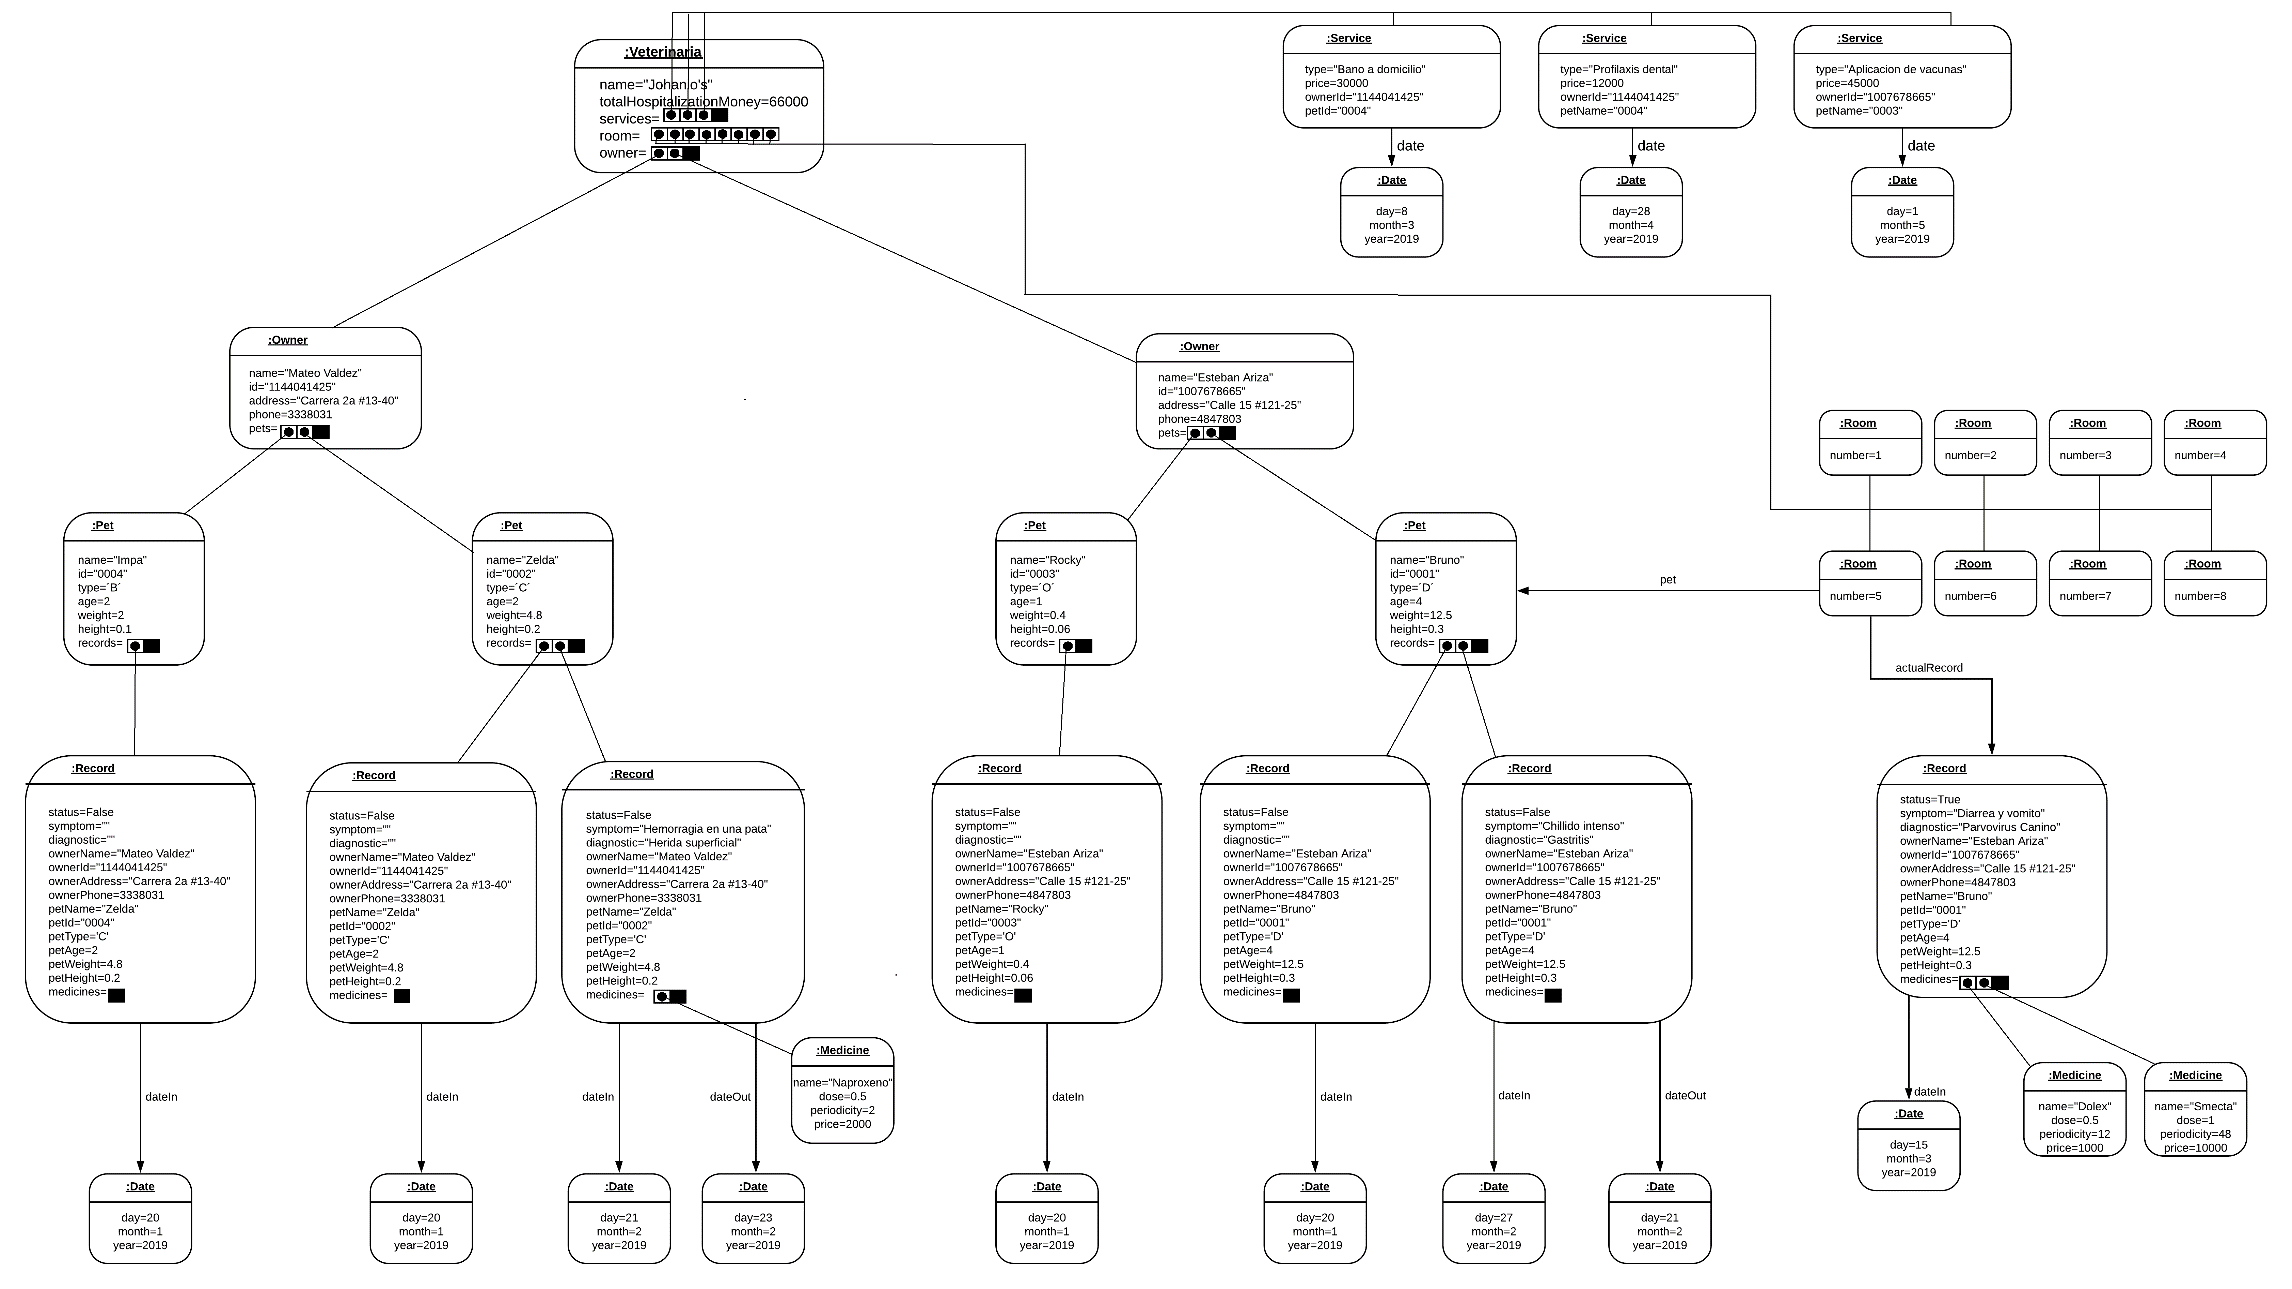 :Veterinaria
name="Johanio's"
totalHospitalizationMoney=66000
services=
room=
owner=
:Service
type="Bano a domicilio"
price=30000
ownerId="1144041425"
petId="0004"
date
:Date
day=8
month=3
year=2019
:Service
type="Profilaxis dental"
price=12000
ownerId="1144041425"
petName="0004"
date
:Date
day=28
month=4
year=2019
:Service
type="Aplicacion de vacunas"
price=45000
ownerId="1007678665"
petName="0003"
date
:Date
day=1
month=5
year=2019
:Owner
name="Mateo Valdez"
id="1144041425"
address="Carrera 2a #13-40"
phone=3338031
pets=
:Owner
name="Esteban Ariza"
id="1007678665"
address="Calle 15 #121-25"
phone=4847803
pets=
:Room
number=1
:Room
number=2
:Room
number=3
:Room
number=4
:Room
number=5
:Room
number=6
:Room
number=7
:Room
number=8
pet
actualRecord
:Pet
name="Impa"
id="0004"
type=´B´
age=2
weight=2
height=0.1
records=
:Pet
name="Zelda"
id="0002"
type=´C´
age=2
weight=4.8
height=0.2
records=
:Pet
name="Rocky"
id="0003"
type=´O´
age=1
weight=0.4
height=0.06
records=
:Pet
name="Bruno"
id="0001"
type=´D´
age=4
weight=12.5
height=0.3
records=
:Record
status=False
symptom=""
diagnostic=""
ownerName="Mateo Valdez"
ownerId="1144041425"
ownerAddress="Carrera 2a #13-40"
ownerPhone=3338031
petName="Zelda"
petId="0004"
petType='C'
petAge=2
petWeight=4.8
petHeight=0.2
medicines=
:Record
status=False
symptom=""
diagnostic=""
ownerName="Mateo Valdez"
ownerId="1144041425"
ownerAddress="Carrera 2a #13-40"
ownerPhone=3338031
petName="Zelda"
petId="0002"
petType='C'
petAge=2
petWeight=4.8
petHeight=0.2
medicines=
:Record
status=False
symptom="Hemorragia en una pata"
diagnostic="Herida superficial"
ownerName="Mateo Valdez"
ownerId="1144041425"
ownerAddress="Carrera 2a #13-40"
ownerPhone=3338031
petName="Zelda"
petId="0002"
petType='C'
petAge=2
petWeight=4.8
petHeight=0.2
medicines=
:Record
status=False
symptom=""
diagnostic=""
ownerName="Esteban Ariza"
ownerId="1007678665"
ownerAddress="Calle 15 #121-25"
ownerPhone=4847803
petName="Rocky"
petId="0003"
petType='O'
petAge=1
petWeight=0.4
petHeight=0.06
medicines=
:Record
status=False
symptom=""
diagnostic=""
ownerName="Esteban Ariza"
ownerId="1007678665"
ownerAddress="Calle 15 #121-25"
ownerPhone=4847803
petName="Bruno"
petId="0001"
petType='D'
petAge=4
petWeight=12.5
petHeight=0.3
medicines=
:Record
status=False
symptom="Chillido intenso"
diagnostic="Gastritis"
ownerName="Esteban Ariza"
ownerId="1007678665"
ownerAddress="Calle 15 #121-25"
ownerPhone=4847803
petName="Bruno"
petId="0001"
petType='D'
petAge=4
petWeight=12.5
petHeight=0.3
medicines=
:Record
status=True
symptom="Diarrea y vomito"
diagnostic="Parvovirus Canino"
ownerName="Esteban Ariza"
ownerId="1007678665"
ownerAddress="Calle 15 #121-25"
ownerPhone=4847803
petName="Bruno"
petId="0001"
petType='D'
petAge=4
petWeight=12.5
petHeight=0.3
medicines=
:Medicine
name="Naproxeno"
dose=0.5
periodicity=2
price=2000
:Medicine
name="Dolex"
dose=0.5
periodicity=12
price=1000
:Medicine
name="Smecta"
dose=1
periodicity=48
price=10000
dateIn
dateIn
dateIn
dateOut
dateIn
dateIn
dateIn
dateOut
dateIn
:Date
day=20
month=1
year=2019
:Date
day=20
month=1
year=2019
:Date
day=21
month=2
year=2019
:Date
day=23
month=2
year=2019
:Date
day=20
month=1
year=2019
:Date
day=20
month=1
year=2019
:Date
day=27
month=2
year=2019
:Date
day=21
month=2
year=2019
:Date
day=15
month=3
year=2019